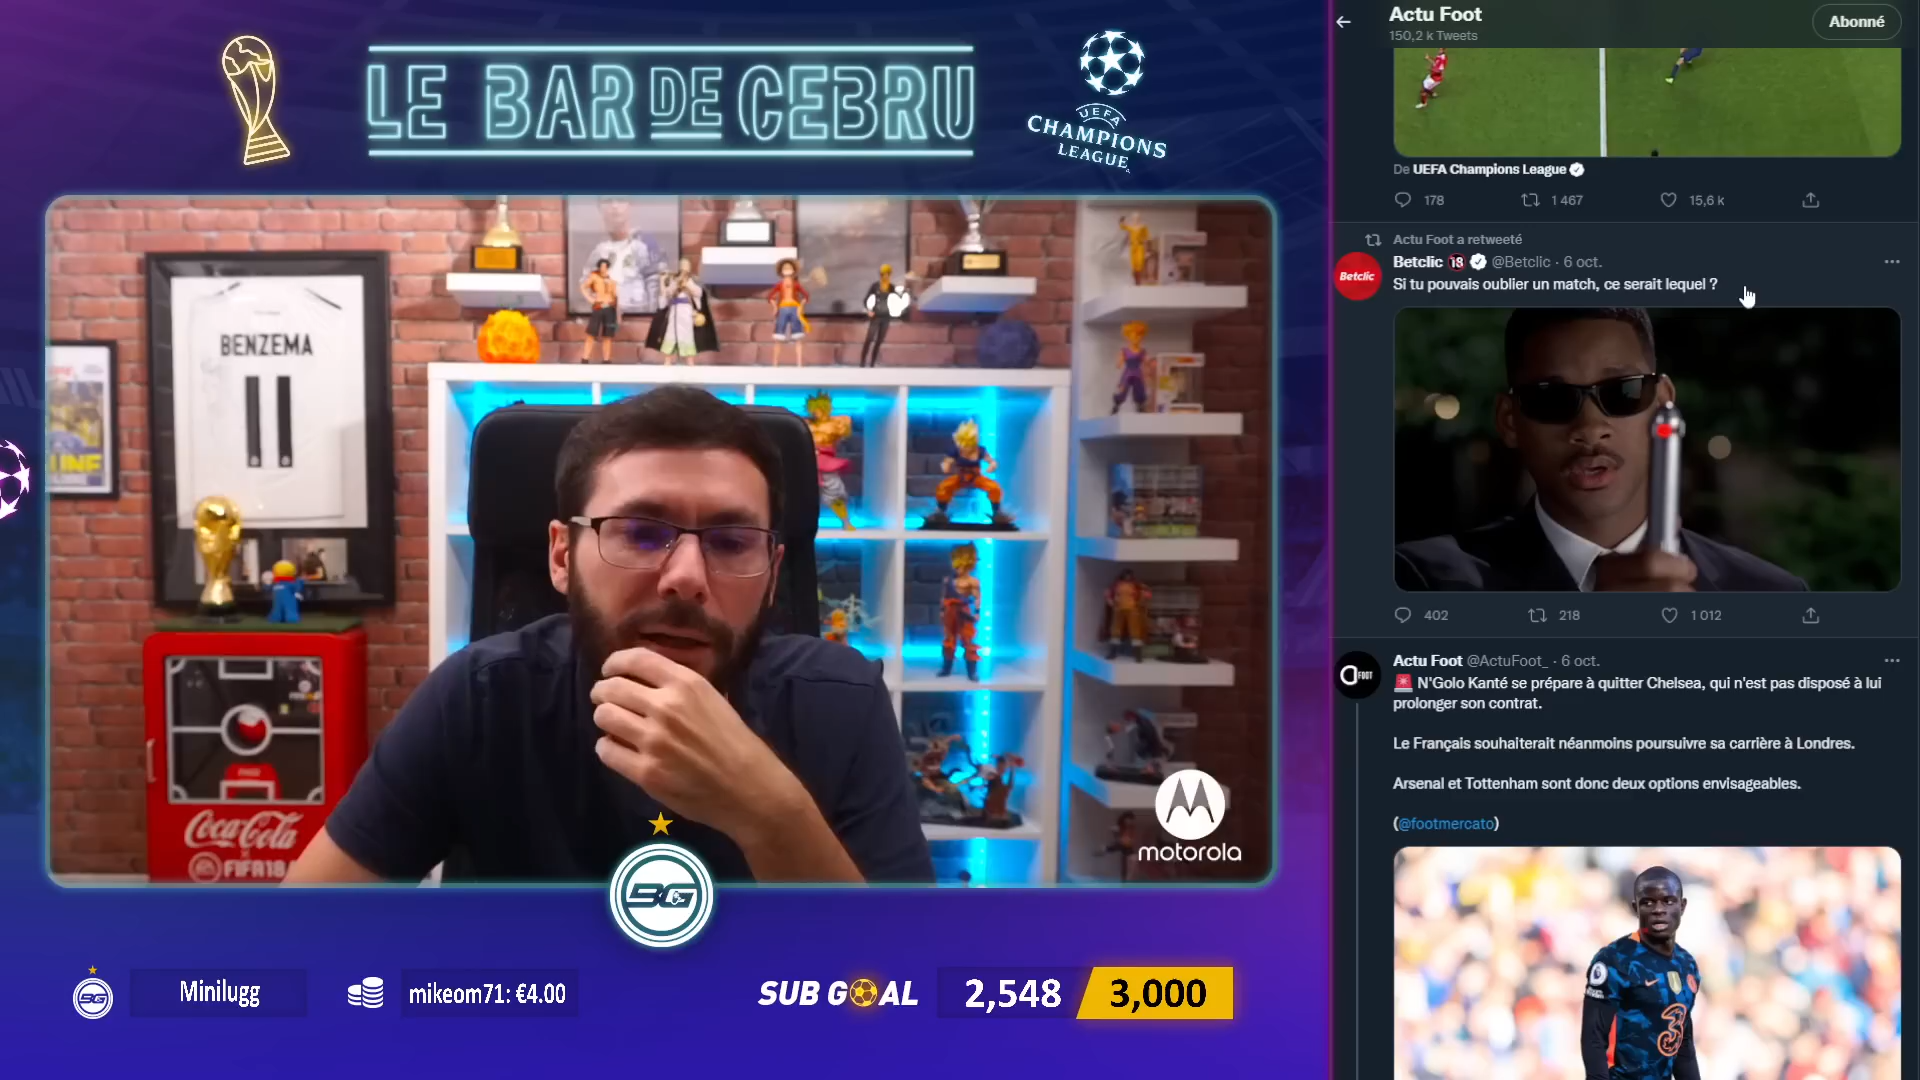 LE BAR DE CEBRU
UEFA
CHAMPIONS
LEAGUE
BENZEMA
11
Coca-Cola
FIFA18
motorola
BG
BG
Minilugg
mikeom71: €4.00
SUB GOAL
2,548
3,000
Actu Foot
150,2 k Tweets
Abonné
De UEFA Champions League
178
1 467
15,6 k
Actu Foot a retweeté
Betclic
Betclic 18 @Betclic · 6 oct.
Si tu pouvais oublier un match, ce serait lequel ?
402
218
1 012
FOOT
Actu Foot @ActuFoot_ · 6 oct.
N'Golo Kanté se prépare à quitter Chelsea, qui n'est pas disposé à lui
prolonger son contrat.
Le Français souhaiterait néanmoins poursuivre sa carrière à Londres.
Arsenal et Tottenham sont donc deux options envisageables.
(@footmercato)
3